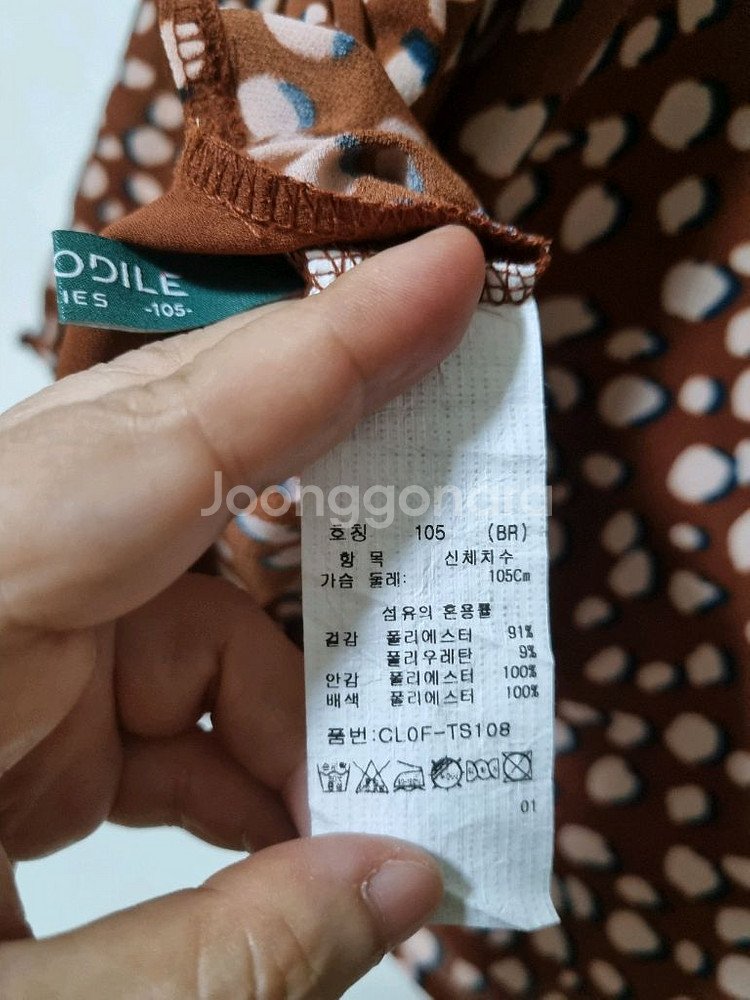 ODILE
IES -105-
Joonggonara
호칭 105 (BR)
항 목 신체치수
가슴 둘레: 105Cm
섬유의 혼용률
겉감 폴리에스터 91%
폴리우레탄 9%
안감 폴리에스터 100%
배색 폴리에스터 100%
품번:CL0F-TS108
01